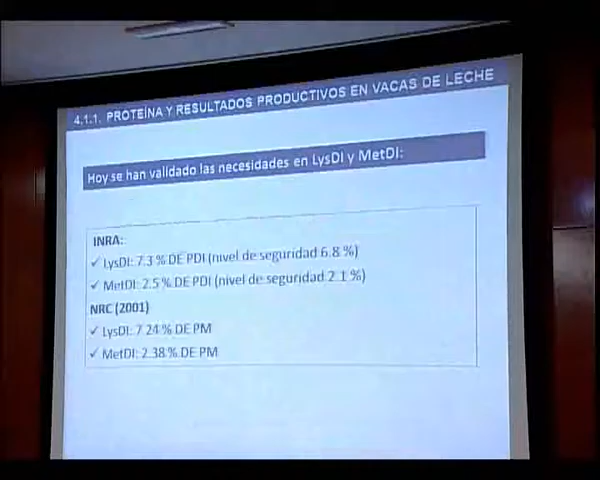 4.1.1. PROTEÍNA Y RESULTADOS PRODUCTIVOS EN VACAS DE LECHE
Hoy se han validado las necesidades en LysDI y MetDI:
INRA:
✓ LysDI: 7.3 % DE PDI (nivel de seguridad 6.8 %)
✓ MetDI: 2.5 % DE PDI (nivel de seguridad 2.1 %)
NRC (2001)
✓ LysDI: 7.24 % DE PM
✓ MetDI: 2.38 % DE PM